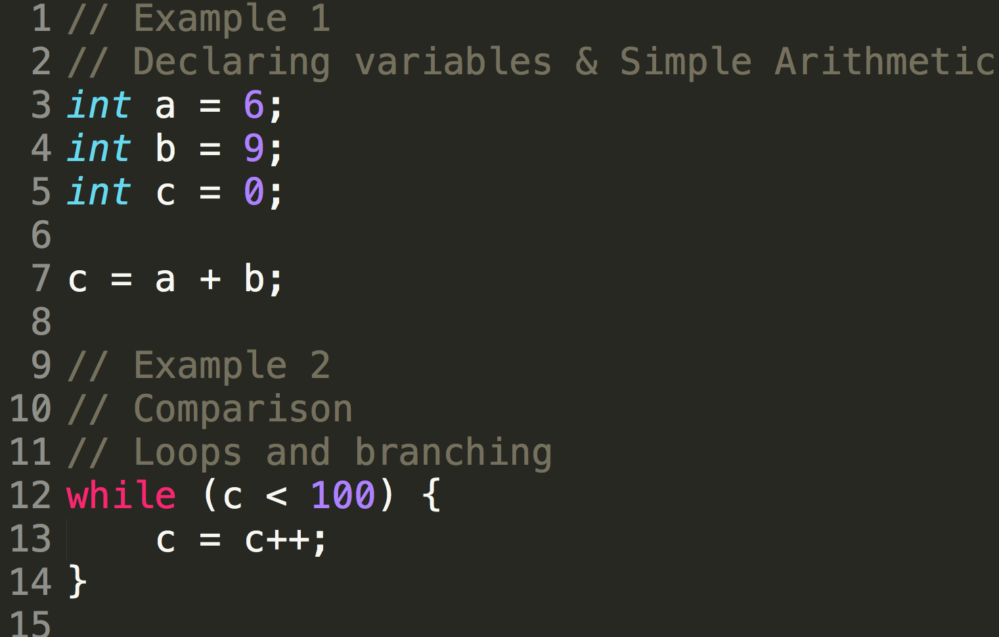 1 // Example 1
2 // Declaring variables & Simple Arithmetic
3 int a = 6;
4 int b = 9;
5 int c = 0;
6
7 c = a + b;
8
9 // Example 2
10 // Comparison
11 // Loops and branching
12 while (c < 100) {
13     c = c++;
14 }
15